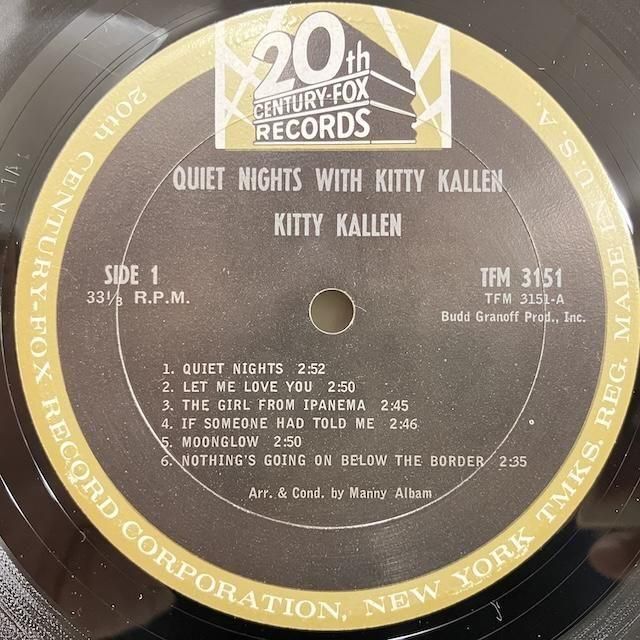 20th
CENTURY-FOX
RECORDS
QUIET NIGHTS WITH KITTY KALLEN
KITTY KALLEN
SIDE 1
33⅓ R.P.M.
TFM 3151
TFM 3151-A
Budd Granoff Prod., Inc.
1. QUIET NIGHTS 2:52
2. LET ME LOVE YOU 2:50
3. THE GIRL FROM IPANEMA 2:45
4. IF SOMEONE HAD TOLD ME 2:46
5. MOONGLOW 2:50
6. NOTHING'S GOING ON BELOW THE BORDER 2:35
Arr. & Cond. by Manny Albam
20th CENTURY-FOX RECORD CORPORATION, NEW YORK TMKS. REG. MADE IN U.S.A.